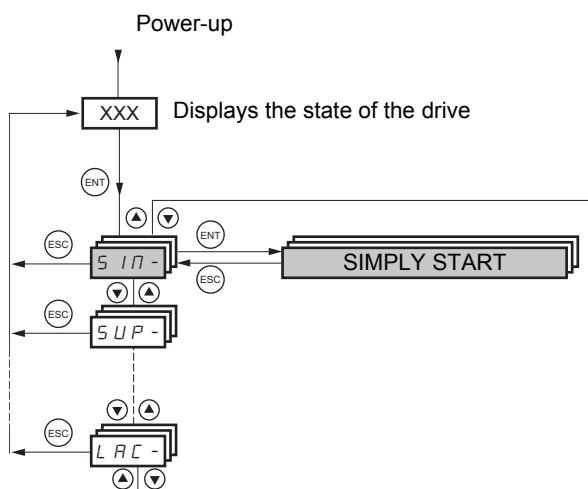 Power-up
XXX Displays the state of the drive
ENT
ESC ENT
SIM- SIMPLY START
ESC
ESC
SUP-
ESC
LAC-